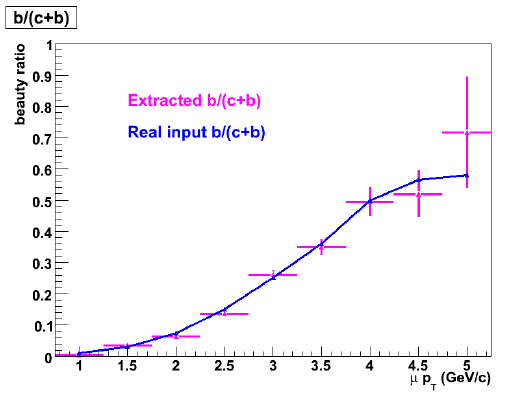 b/(c+b)
beauty ratio
1
0.9
0.8
0.7
0.6
0.5
0.4
0.3
0.2
0.1
0
Extracted b/(c+b)
Real input b/(c+b)
1 1.5 2 2.5 3 3.5 4 4.5 5
μ p_T (GeV/c)